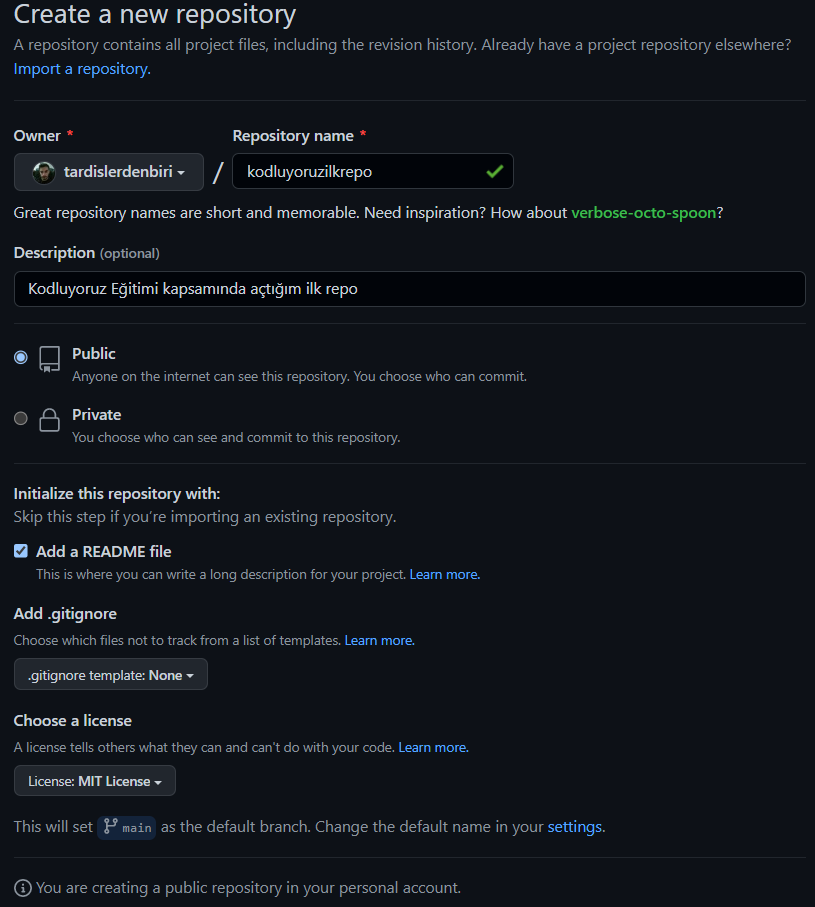 Create a new repository
A repository contains all project files, including the revision history. Already have a project repository elsewhere?
Import a repository.
Owner * Repository name *
tardislerdenbiri / kodluyoruzilkrepo
Great repository names are short and memorable. Need inspiration? How about verbose-octo-spoon?
Description (optional)
Kodluyoruz Eğitimi kapsamında açtığım ilk repo
Public
Anyone on the internet can see this repository. You choose who can commit.
Private
You choose who can see and commit to this repository.
Initialize this repository with:
Skip this step if you're importing an existing repository.
Add a README file
This is where you can write a long description for your project. Learn more.
Add .gitignore
Choose which files not to track from a list of templates. Learn more.
.gitignore template: None
Choose a license
A license tells others what they can and can't do with your code. Learn more.
License: MIT License
This will set main as the default branch. Change the default name in your settings.
You are creating a public repository in your personal account.